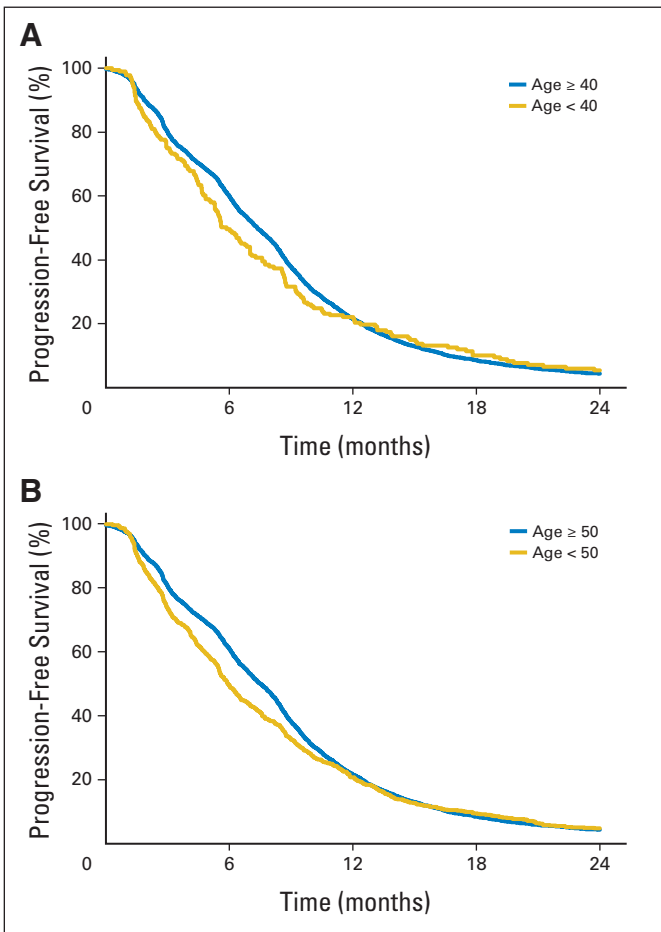 A
Progression-Free Survival (%)
100
80
60
40
20
0
6
12
18
24
Time (months)
Age ≥ 40
Age < 40
B
Progression-Free Survival (%)
100
80
60
40
20
0
6
12
18
24
Time (months)
Age ≥ 50
Age < 50